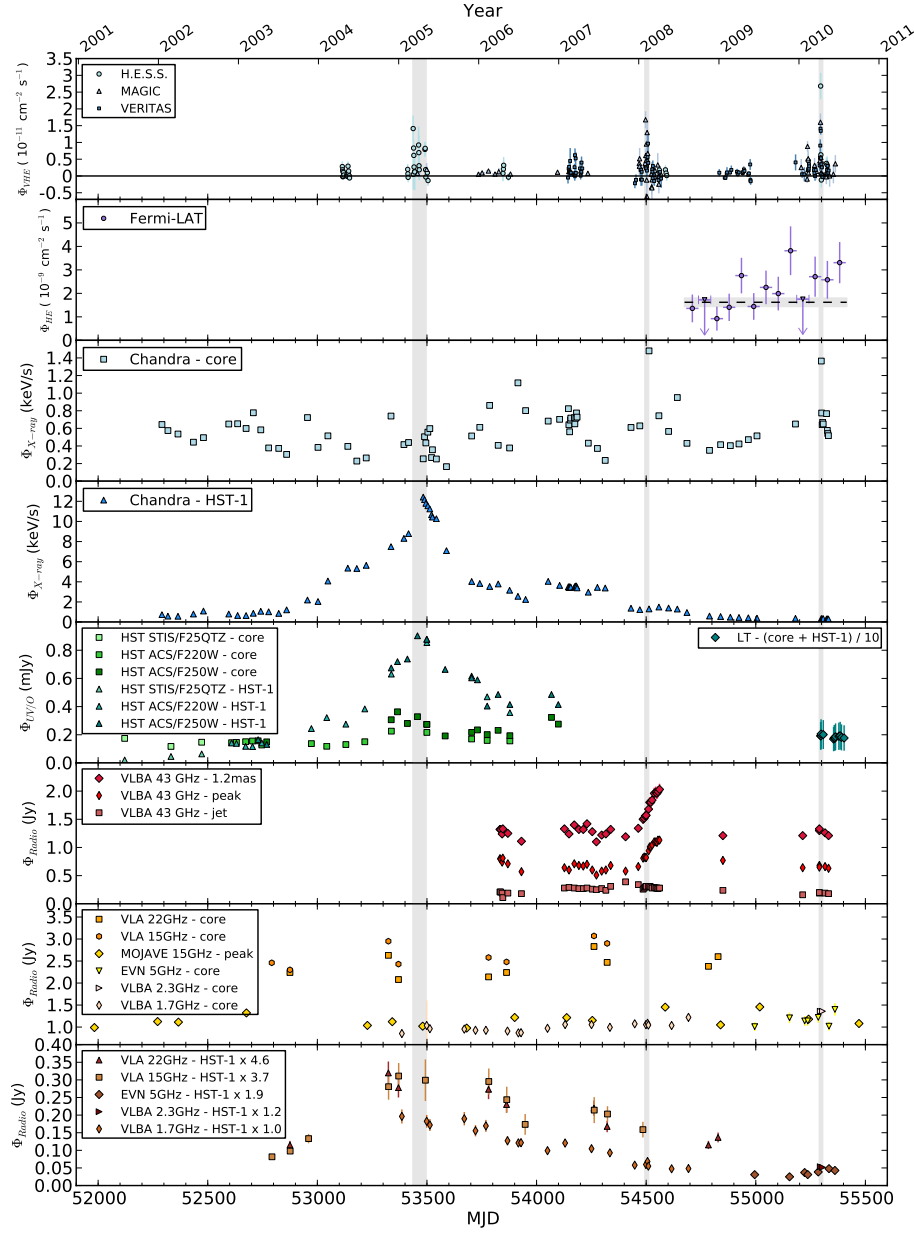 Year
2001 2002 2003 2004 2005 2006 2007 2008 2009 2010 2011
3.5
3.0
2.5
2.0
1.5
1.0
0.5
0
-0.5
Φ_VHE ( 10⁻¹¹ cm⁻² s⁻¹)
H.E.S.S.
MAGIC
VERITAS
5
4
3
2
1
0
Φ_HE (10⁻⁹ cm⁻² s⁻¹)
Fermi-LAT
1.4
1.2
1.0
0.8
0.6
0.4
0.2
0.0
Φ_X−ray (keV/s)
Chandra - core
12
10
8
6
4
2
0
Φ_X−ray (keV/s)
Chandra - HST-1
0.8
0.6
0.4
0.2
0.0
Φ_UV/O (mJy)
HST STIS/F25QTZ - core
HST ACS/F220W - core
HST ACS/F250W - core
HST STIS/F25QTZ - HST-1
HST ACS/F220W - HST-1
HST ACS/F250W - HST-1
LT - (core + HST-1) / 10
2.0
1.5
1.0
0.5
0.0
Φ_Radio (Jy)
VLBA 43 GHz - 1.2mas
VLBA 43 GHz - peak
VLBA 43 GHz - jet
3.5
3.0
2.5
2.0
1.5
1.0
Φ_Radio (Jy)
VLA 22GHz - core
VLA 15GHz - core
MOJAVE 15GHz - peak
EVN 5GHz - core
VLBA 2.3GHz - core
VLBA 1.7GHz - core
0.40
0.35
0.30
0.25
0.20
0.15
0.10
0.05
0.00
Φ_Radio (Jy)
VLA 22GHz - HST-1 x 4.6
VLA 15GHz - HST-1 x 3.7
EVN 5GHz - HST-1 x 1.9
VLBA 2.3GHz - HST-1 x 1.2
VLBA 1.7GHz - HST-1 x 1.0
52000 52500 53000 53500 54000 54500 55000 55500
MJD